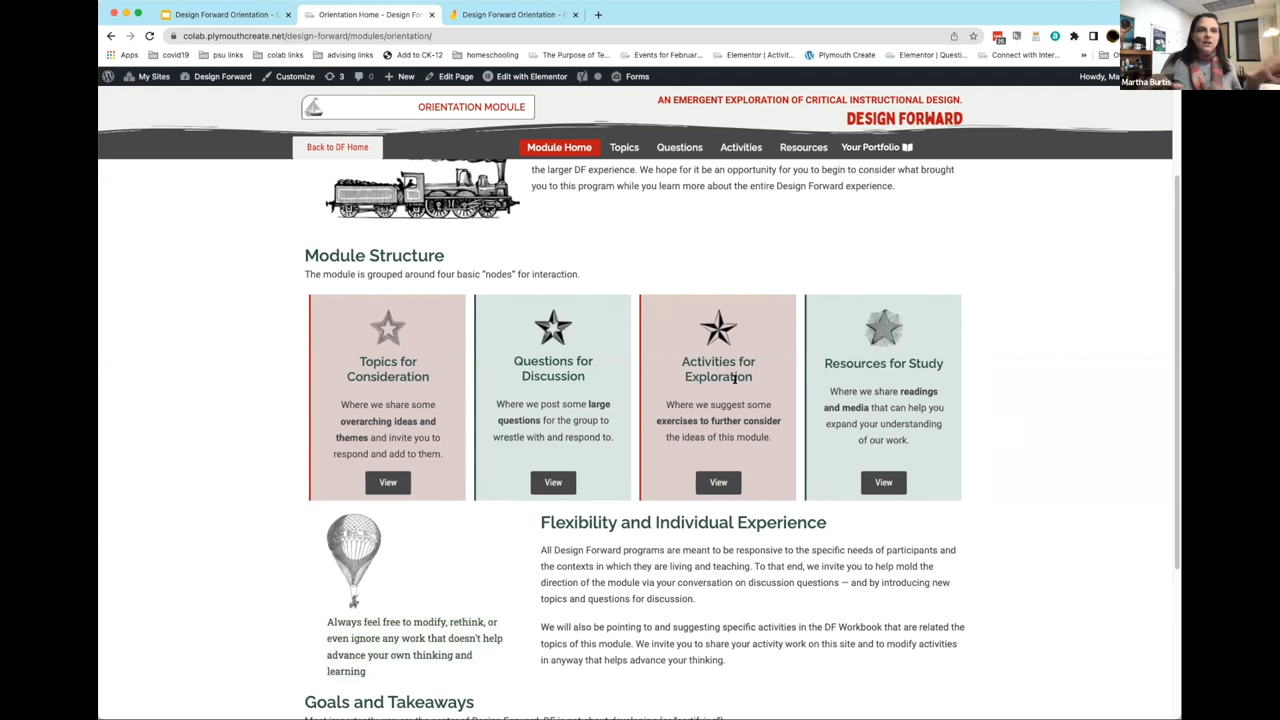 Design Forward Orientation -
Orientation Home - Design Fo
Design Forward Orientation -
colab.plymouthcreate.net/design-forward/modules/orientation/
Apps
covid19
psu links
colab links
advising links
Add to CK-12
homeschooling
The Purpose of Te...
Events for Februar...
Elementor | Activit...
Plymouth Create
Elementor | Questi...
Connect with Inter...
»
My Sites
Design Forward
Customize
3
0
New
Edit Page
Edit with Elementor
Forms
Howdy, Ma
Martha Burtis
ORIENTATION MODULE
AN EMERGENT EXPLORATION OF CRITICAL INSTRUCTIONAL DESIGN.
DESIGN FORWARD
Back to DF Home
Module Home
Topics
Questions
Activities
Resources
Your Portfolio
the larger DF experience. We hope for it be an opportunity for you to begin to consider what brought
you to this program while you learn more about the entire Design Forward experience.
Module Structure
The module is grouped around four basic "nodes" for interaction.
Topics for
Consideration
Where we share some
overarching ideas and
themes and invite you to
respond and add to them.
View
Questions for
Discussion
Where we post some large
questions for the group to
wrestle with and respond to.
View
Activities for
Exploration
Where we suggest some
exercises to further consider
the ideas of this module.
View
Resources for Study
Where we share readings
and media that can help you
expand your understanding
of our work.
View
Always feel free to modify, rethink, or
even ignore any work that doesn't help
advance your own thinking and
learning
Flexibility and Individual Experience
All Design Forward programs are meant to be responsive to the specific needs of participants and
the contexts in which they are living and teaching. To that end, we invite you to help mold the
direction of the module via your conversation on discussion questions — and by introducing new
topics and questions for discussion.
We will also be pointing to and suggesting specific activities in the DF Workbook that are related the
topics of this module. We invite you to share your activity work on this site and to modify activities
in anyway that helps advance your thinking.
Goals and Takeaways